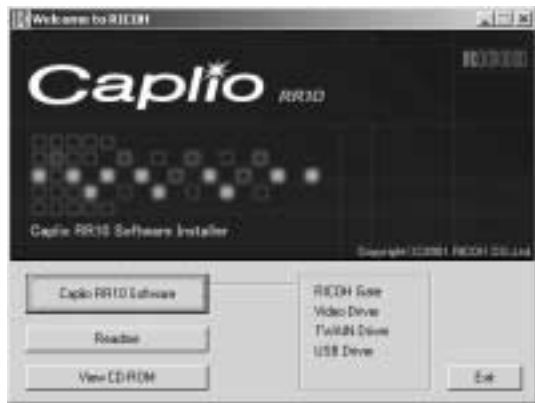 Welcome to RICOH
Caplio RR10
RICOH
Caplio RR10 Software Installer
Copyright (C)2001 RICOH CO.,Ltd.
Caplio RR10 Software
Readme
View CD-ROM
RICOH Gate
Video Driver
TWAIN Driver
USB Driver
Exit